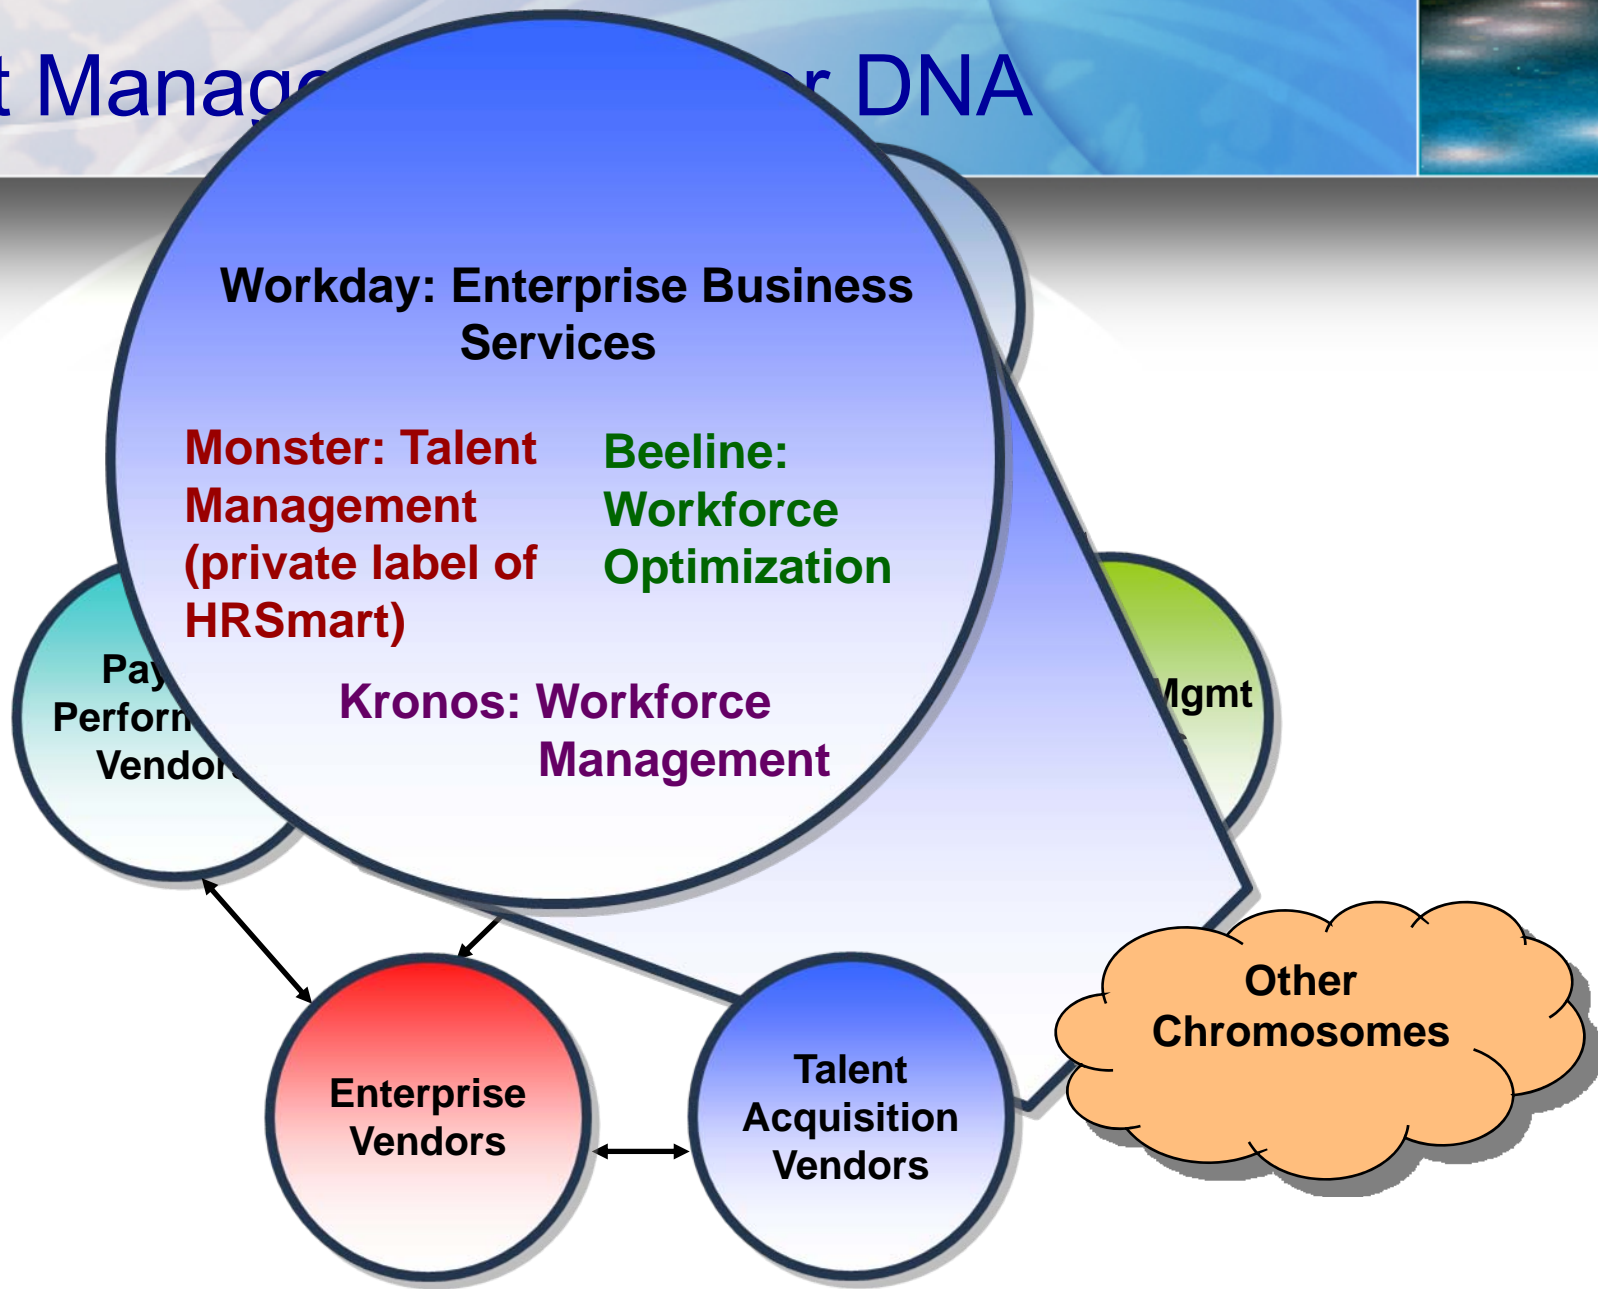 t Manag r DNA
Workday: Enterprise Business
Services
Monster: Talent
Management
(private label of
HRSmart)
Beeline:
Workforce
Optimization
Kronos: Workforce
Management
Pay
Perform
Vendors
Mgmt
Enterprise
Vendors
Talent
Acquisition
Vendors
Other
Chromosomes